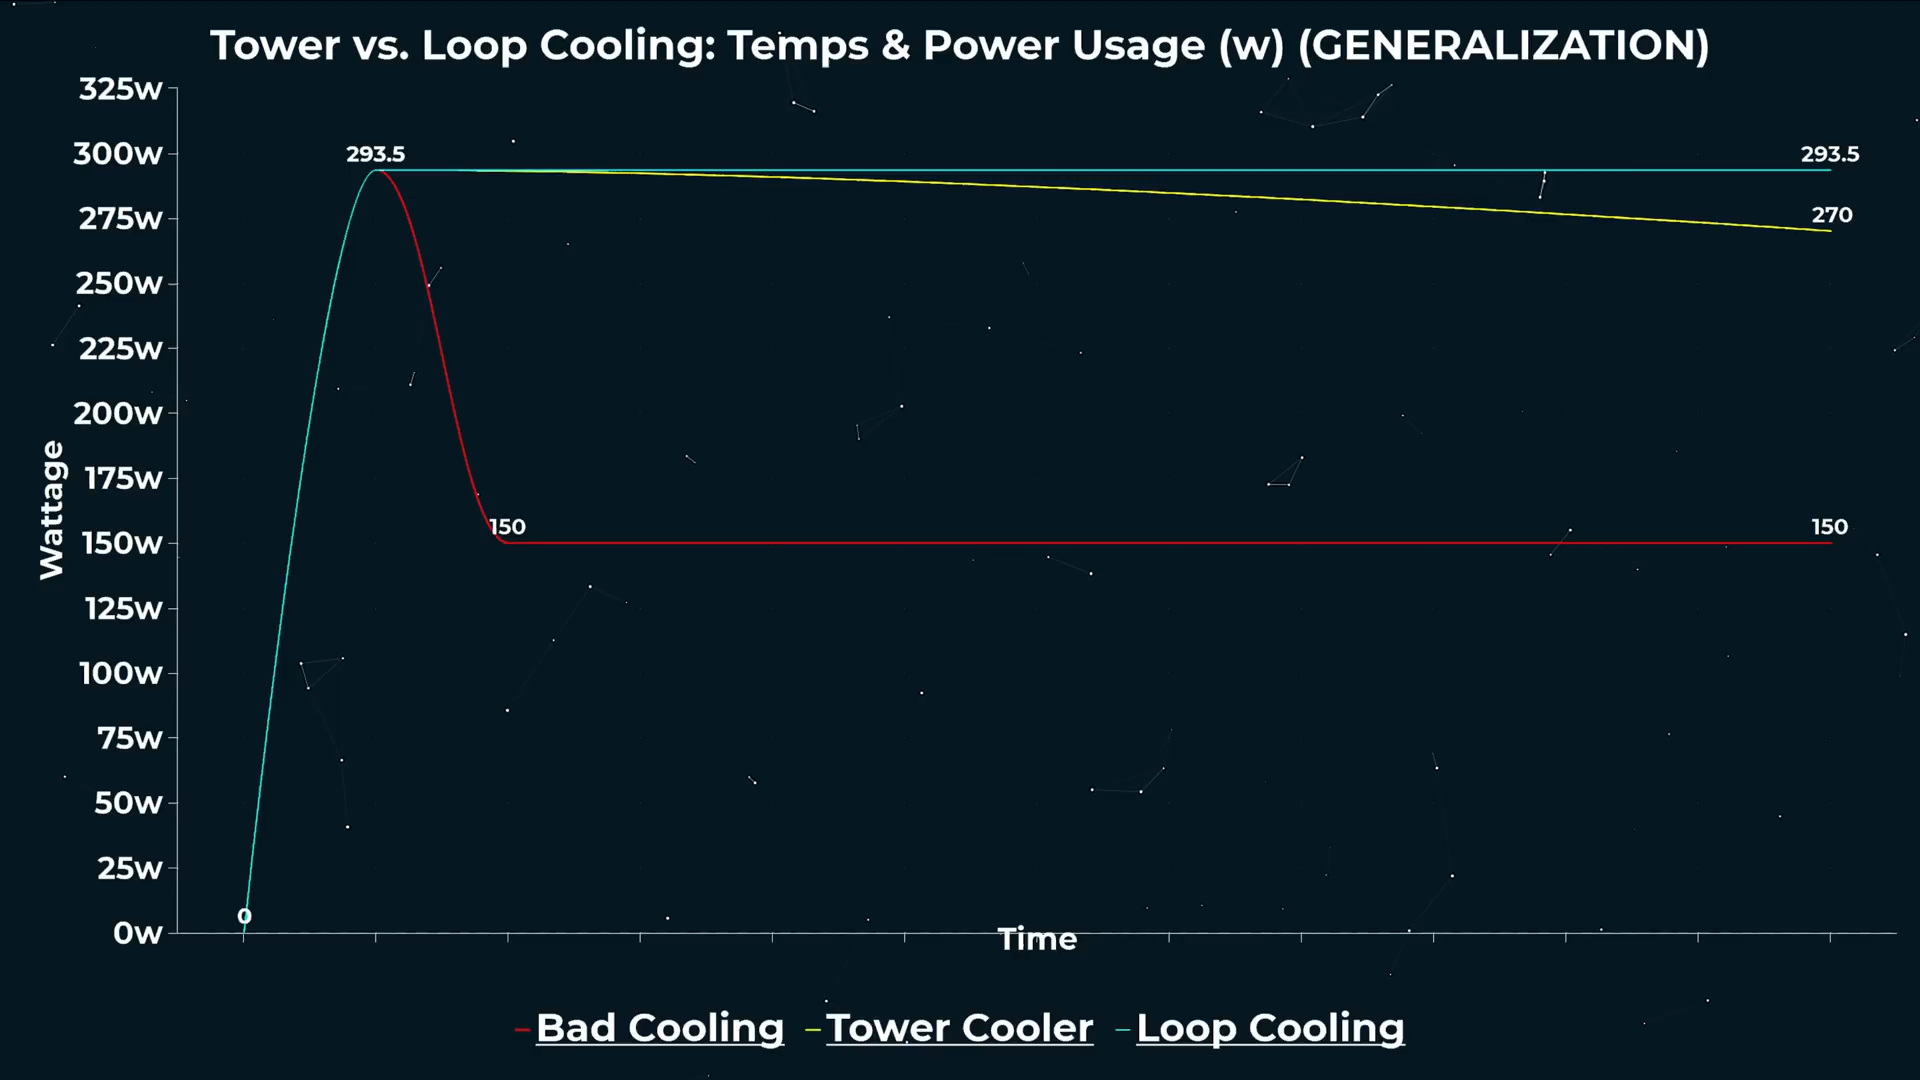 Tower vs. Loop Cooling: Temps & Power Usage (w) (GENERALIZATION)
325w
300w
275w
250w
225w
200w
175w
150w
125w
100w
75w
50w
25w
0w
Wattage
293.5
293.5
270
150
150
0
Time
Bad Cooling Tower Cooler Loop Cooling